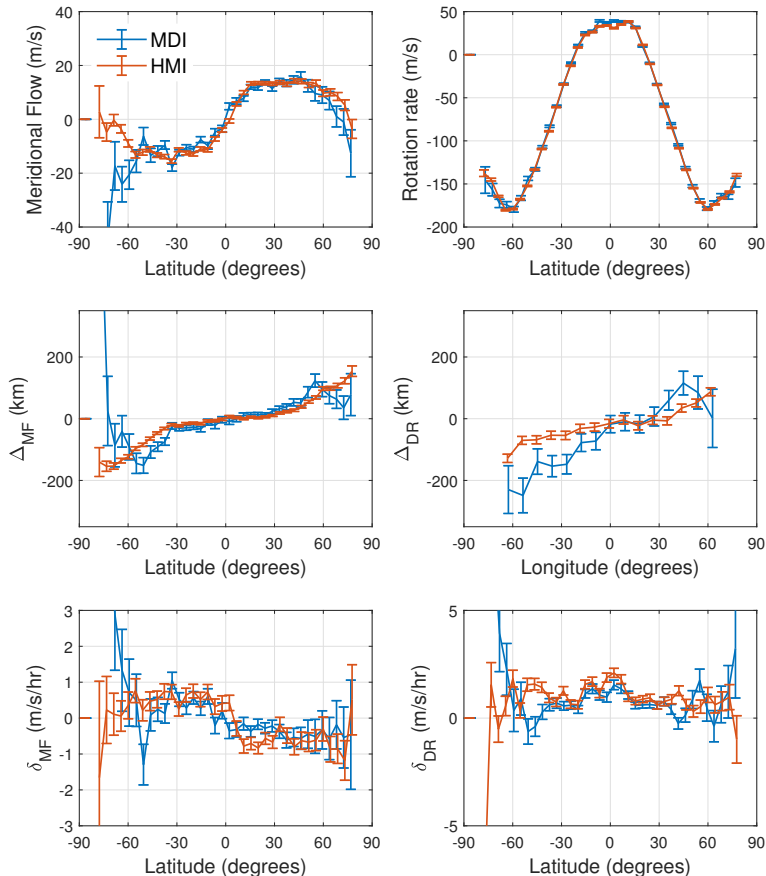 MDI
HMI
Meridional Flow (m/s)
40
20
0
-20
-40
-90 -60 -30 0 30 60 90
Latitude (degrees)
Rotation rate (m/s)
50
0
-50
-100
-150
-200
-90 -60 -30 0 30 60 90
Latitude (degrees)
Δ_MF (km)
200
0
-200
-90 -60 -30 0 30 60 90
Latitude (degrees)
Δ_DR (km)
200
0
-200
-90 -60 -30 0 30 60 90
Longitude (degrees)
δ_MF (m/s/hr)
3
2
1
0
-1
-2
-3
-90 -60 -30 0 30 60 90
Latitude (degrees)
δ_DR (m/s/hr)
5
0
-5
-90 -60 -30 0 30 60 90
Latitude (degrees)